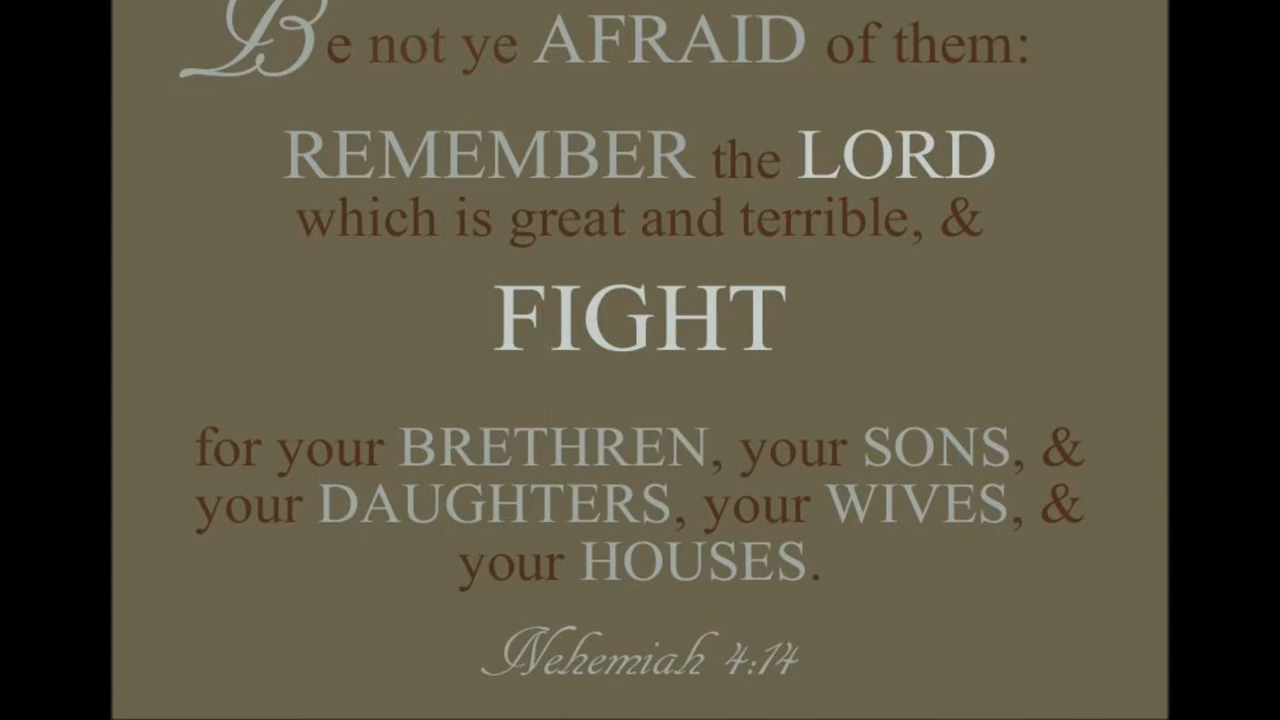 Be not ye AFRAID of them:
REMEMBER the LORD
which is great and terrible, &
FIGHT
for your BRETHREN, your SONS, &
your DAUGHTERS, your WIVES, &
your HOUSES.
Nehemiah 4:14